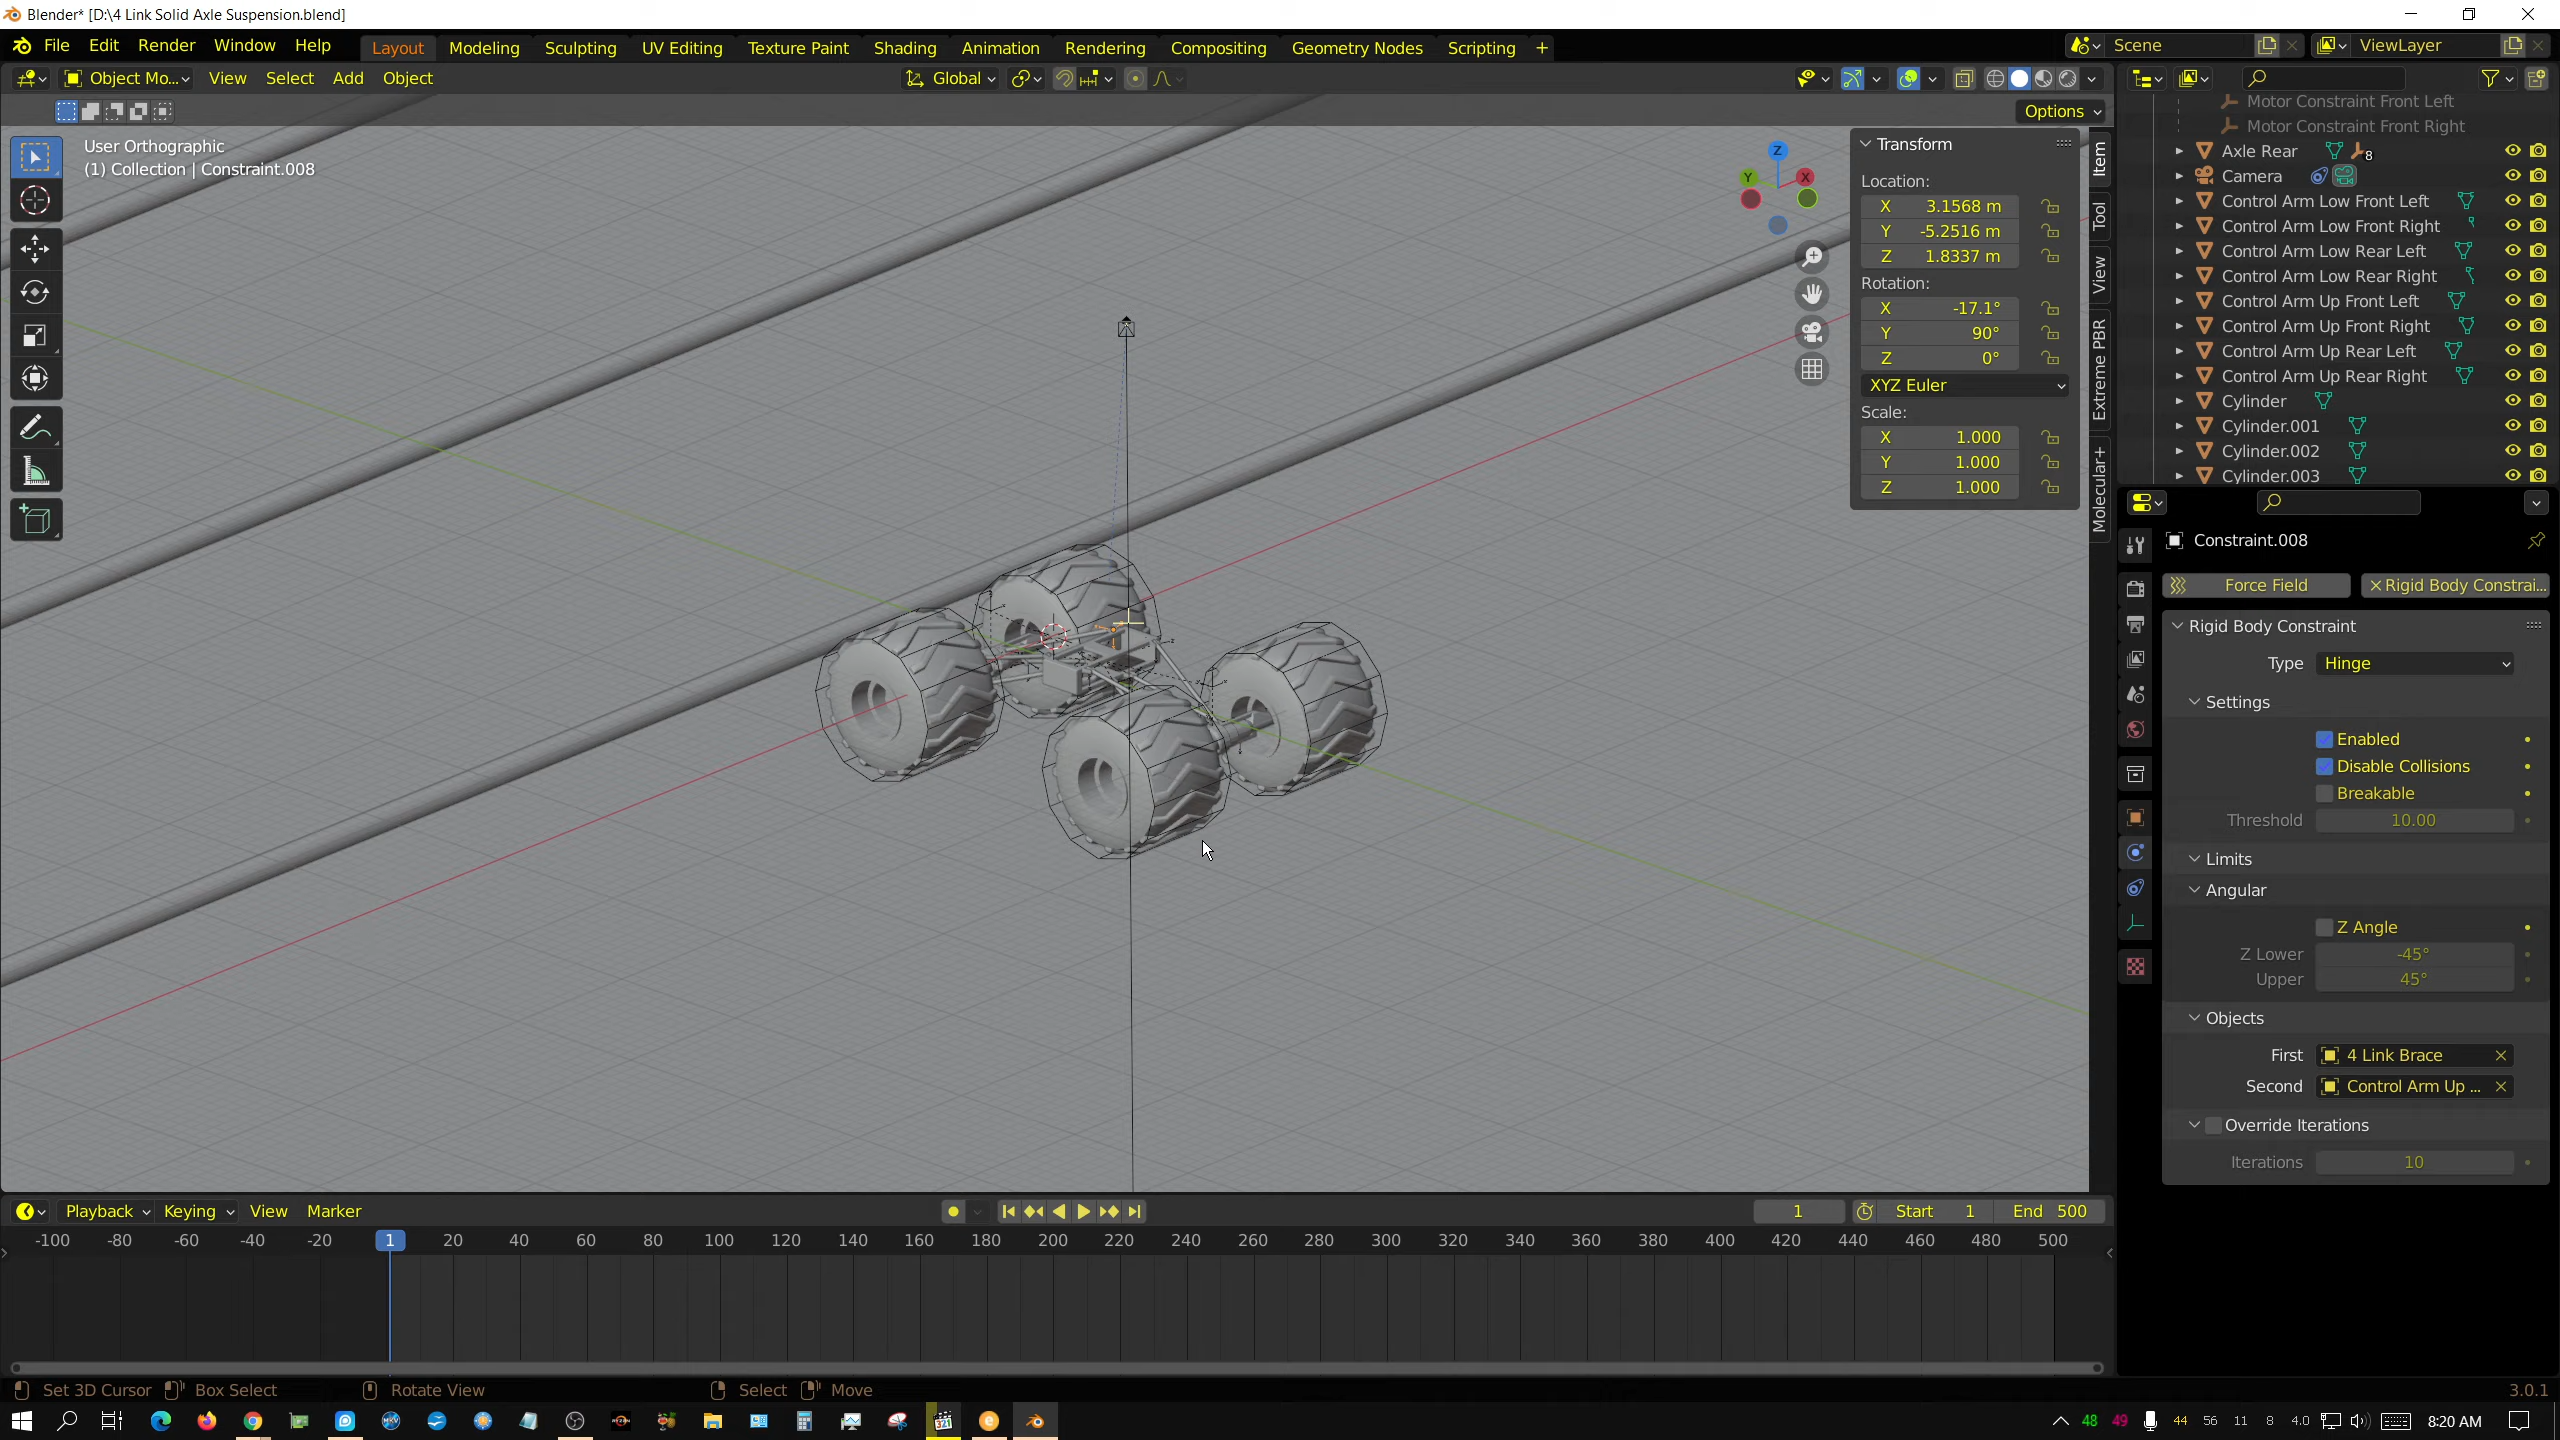 Blender* [D:\4 Link Solid Axle Suspension.blend]
File Edit Render Window Help Layout Modeling Sculpting UV Editing Texture Paint Shading Animation Rendering Compositing Geometry Nodes Scripting + Scene ViewLayer
Object Mo... View Select Add Object Global
Options
User Orthographic
(1) Collection | Constraint.008
Z
Y
X
Transform
Location:
X 3.1568 m
Y -5.2516 m
Z 1.8337 m
Rotation:
X -17.1°
Y 90°
Z 0°
XYZ Euler
Scale:
X 1.000
Y 1.000
Z 1.000
Item
Tool
View
Extreme PBR
Molecular+
Motor Constraint Front Left
Motor Constraint Front Right
Axle Rear 8
Camera
Control Arm Low Front Left
Control Arm Low Front Right
Control Arm Low Rear Left
Control Arm Low Rear Right
Control Arm Up Front Left
Control Arm Up Front Right
Control Arm Up Rear Left
Control Arm Up Rear Right
Cylinder
Cylinder.001
Cylinder.002
Cylinder.003
Constraint.008
Force Field Rigid Body Constrai...
Rigid Body Constraint
Type Hinge
Settings
Enabled
Disable Collisions
Breakable
Threshold 10.00
Limits
Angular
Z Angle
Z Lower -45°
Upper 45°
Objects
First 4 Link Brace
Second Control Arm Up ...
Override Iterations
Iterations 10
Playback Keying View Marker 1 Start 1 End 500
-100 -80 -60 -40 -20 1 20 40 60 80 100 120 140 160 180 200 220 240 260 280 300 320 340 360 380 400 420 440 460 480 500
Set 3D Cursor Box Select Rotate View Select Move 3.0.1
48 49 44 56 11 8 4.0 8:20 AM